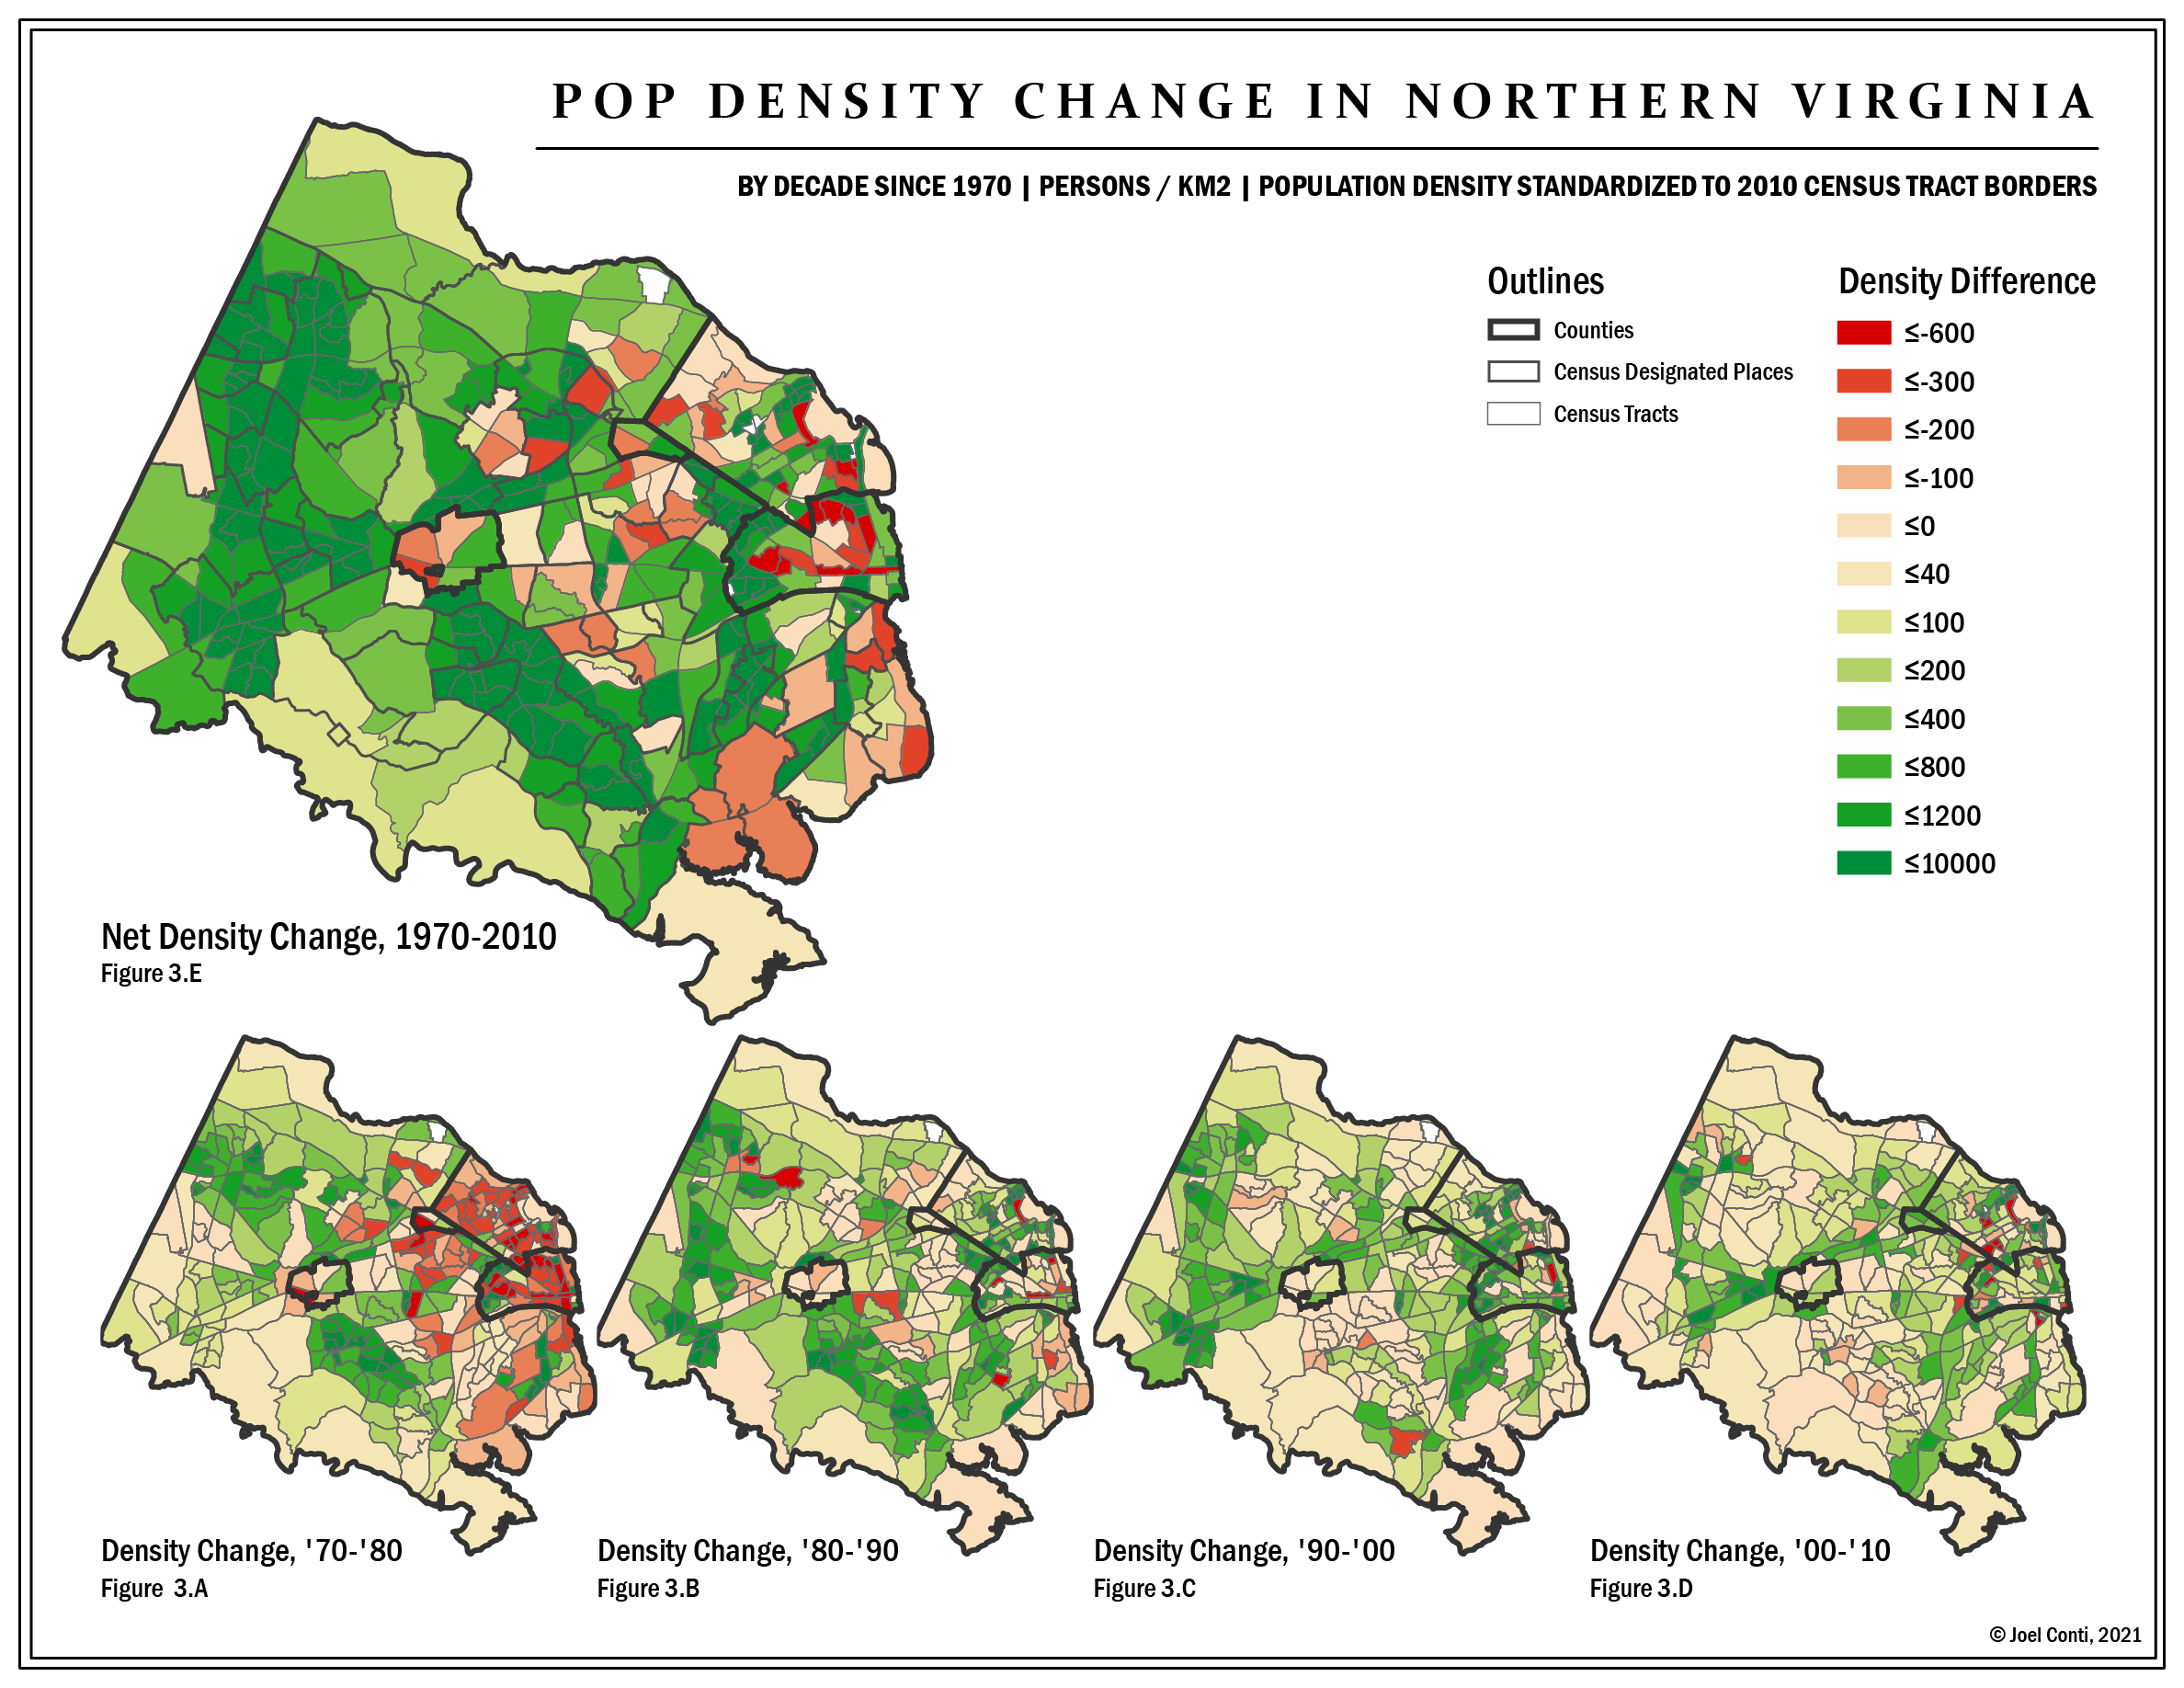 POP DENSITY CHANGE IN NORTHERN VIRGINIA
BY DECADE SINCE 1970 | PERSONS / KM2 | POPULATION DENSITY STANDARDIZED TO 2010 CENSUS TRACT BORDERS
Outlines
Counties
Census Designated Places
Census Tracts
Density Difference
≤-600
≤-300
≤-200
≤-100
≤0
≤40
≤100
≤200
≤400
≤800
≤1200
≤10000
Net Density Change, 1970-2010
Figure 3.E
Density Change, '70-'80
Figure 3.A
Density Change, '80-'90
Figure 3.B
Density Change, '90-'00
Figure 3.C
Density Change, '00-'10
Figure 3.D
© Joel Conti, 2021